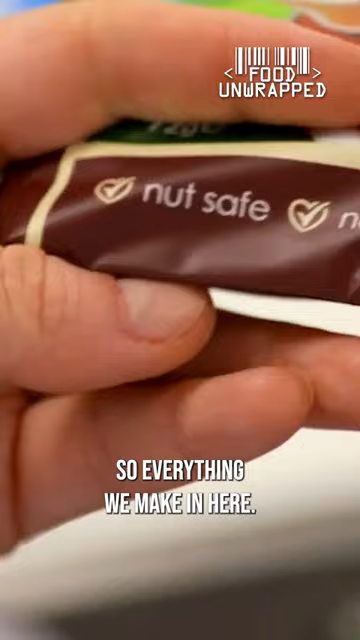 <FOOD>
UNWRAPPED
nut safe
SO EVERYTHING
WE MAKE IN HERE.